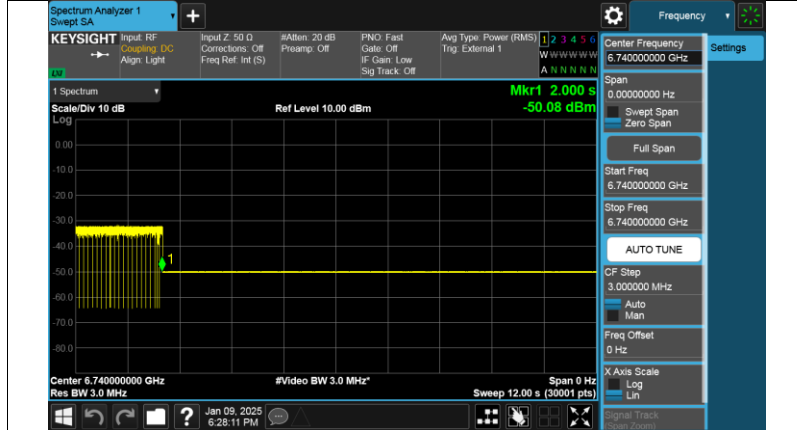 Spectrum Analyzer 1
Swept SA
Frequency
KEYSIGHT
Input: RF
Coupling: DC
Align: Light
Input Z: 50 Ω
Corrections: Off
Freq Ref: Int (S)
#Atten: 20 dB
Preamp: Off
PNO: Fast
Gate: Off
IF Gain: Low
Sig Track: Off
Avg Type: Power (RMS)
Trig: External 1
1 2 3 4 5 6
W W W W W W
A N N N N N
LXI
1 Spectrum
Scale/Div 10 dB
Log
Ref Level 10.00 dBm
Mkr1 2.000 s
-50.08 dBm
0.00
-10.0
-20.0
-30.0
-40.0
-50.0
-60.0
-70.0
-80.0
1
Center 6.740000000 GHz
Res BW 3.0 MHz
#Video BW 3.0 MHz*
Span 0 Hz
Sweep 12.00 s (30001 pts)
Jan 09, 2025
6:28:11 PM
Center Frequency
6.740000000 GHz
Settings
Span
0.00000000 Hz
Swept Span
Zero Span
Full Span
Start Freq
6.740000000 GHz
Stop Freq
6.740000000 GHz
AUTO TUNE
CF Step
3.000000 MHz
Auto
Man
Freq Offset
0 Hz
X Axis Scale
Log
Lin
Signal Track
(Span Zoom)